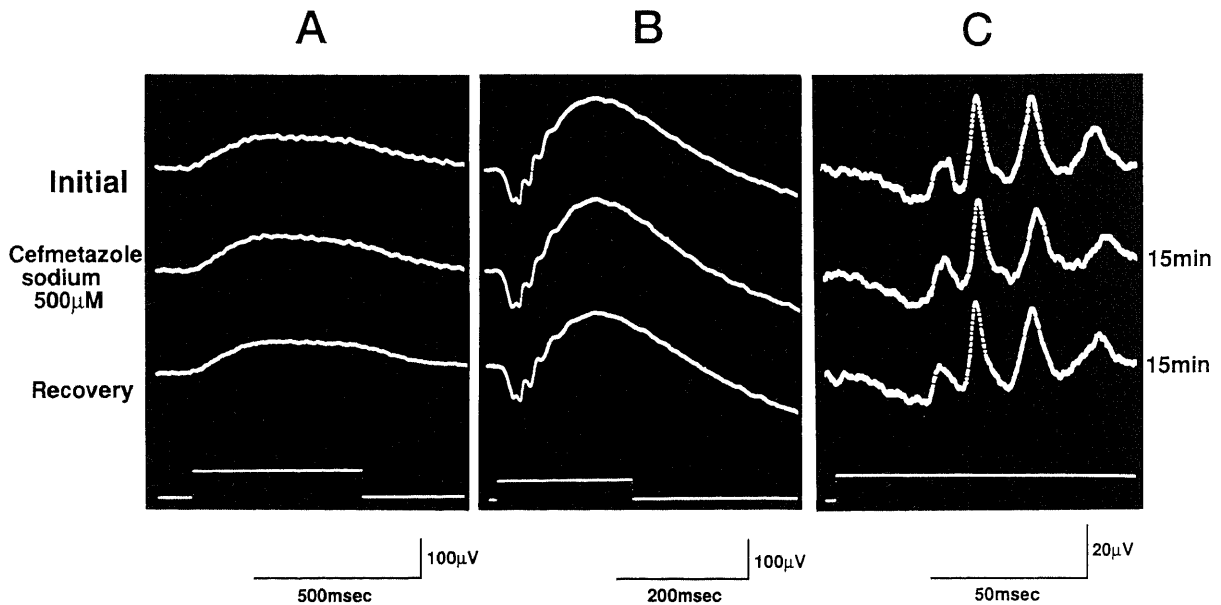 A B C
Initial
Cefmetazole
sodium
500μM
15min
Recovery
15min
100μV
500msec
100μV
200msec
20μV
50msec